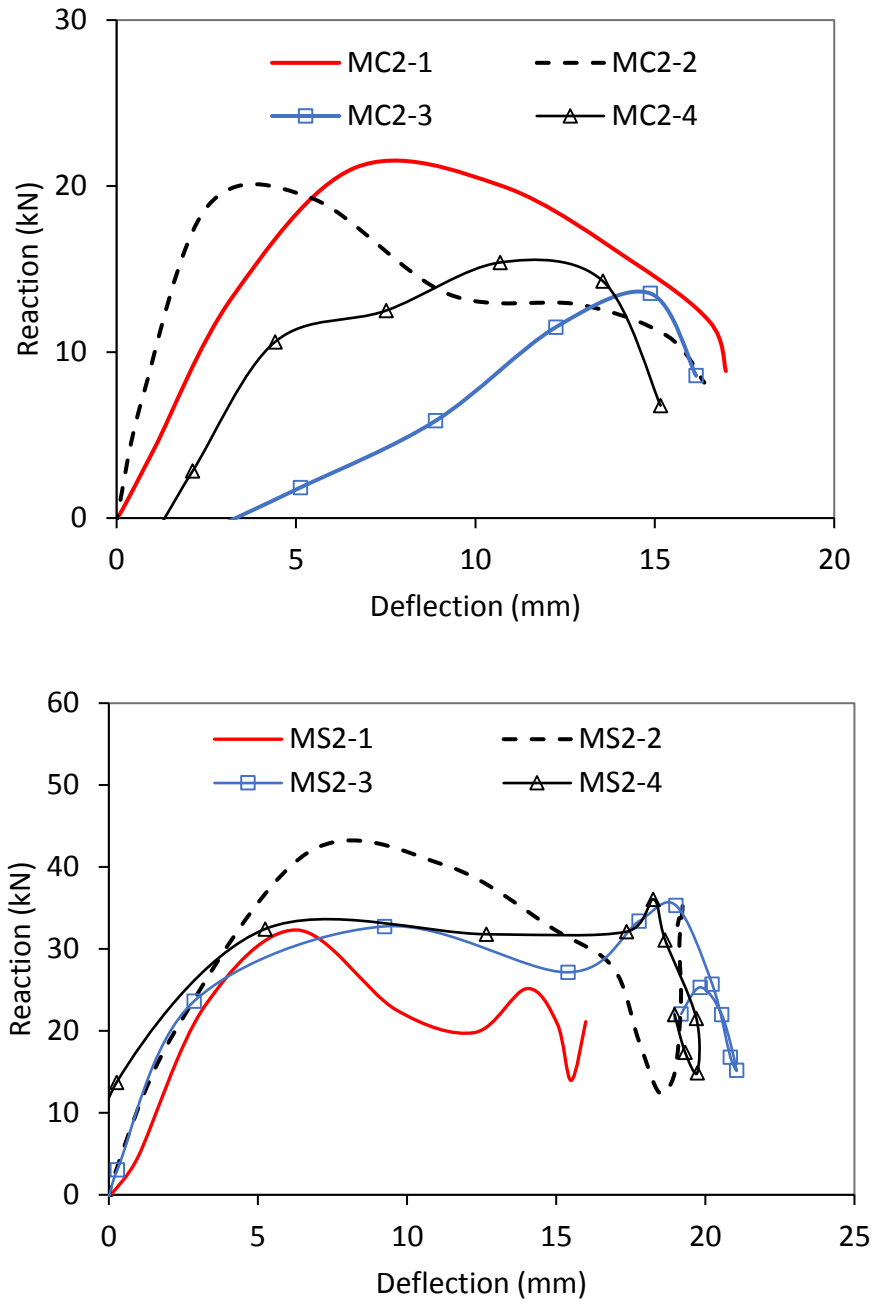 30
MC2-1 MC2-2
MC2-3 MC2-4
20
Reaction (kN)
10
0
0 5 10 15 20
Deflection (mm)
60
MS2-1 MS2-2
MS2-3 MS2-4
50
40
Reaction (kN)
30
20
10
0
0 5 10 15 20 25
Deflection (mm)